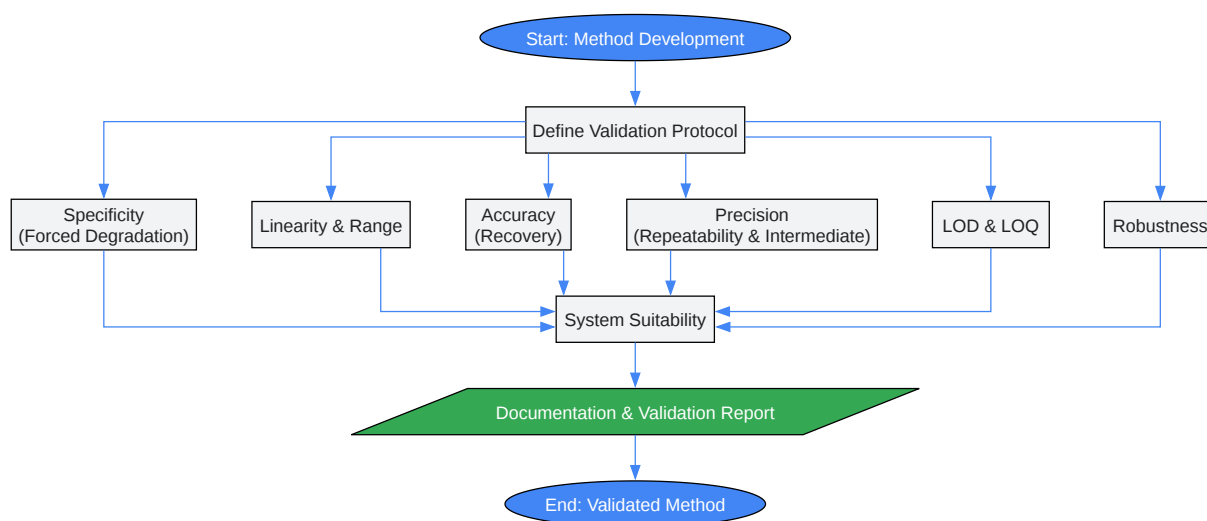 Start: Method Development
Define Validation Protocol
Specificity
(Forced Degradation)
Linearity & Range
Accuracy
(Recovery)
Precision
(Repeatability & Intermediate)
LOD & LOQ
Robustness
System Suitability
Documentation & Validation Report
End: Validated Method